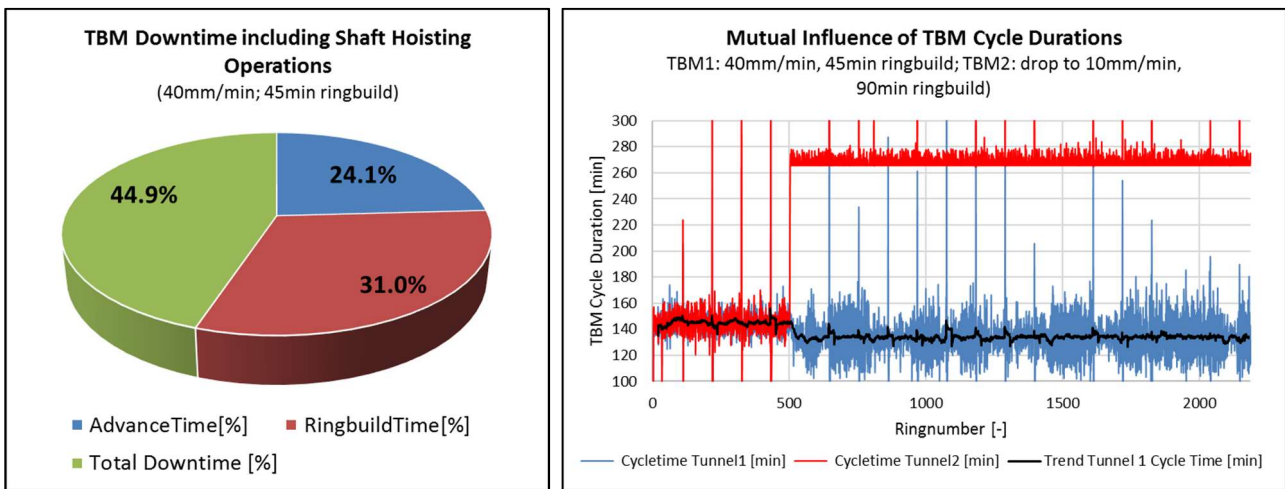 TBM Downtime including Shaft Hoisting
Operations
(40mm/min; 45min ringbuild)
24.1%
44.9%
31.0%
AdvanceTime[%]
RingbuildTime[%]
Total Downtime [%]
Mutual Influence of TBM Cycle Durations
TBM1: 40mm/min, 45min ringbuild; TBM2: drop to 10mm/min,
90min ringbuild)
TBM Cycle Duration [min]
300
280
260
240
220
200
180
160
140
120
100
0
500
1000
1500
2000
Ringnumber [-]
Cycletime Tunnel1 [min]
Cycletime Tunnel2 [min]
Trend Tunnel 1 Cycle Time [min]